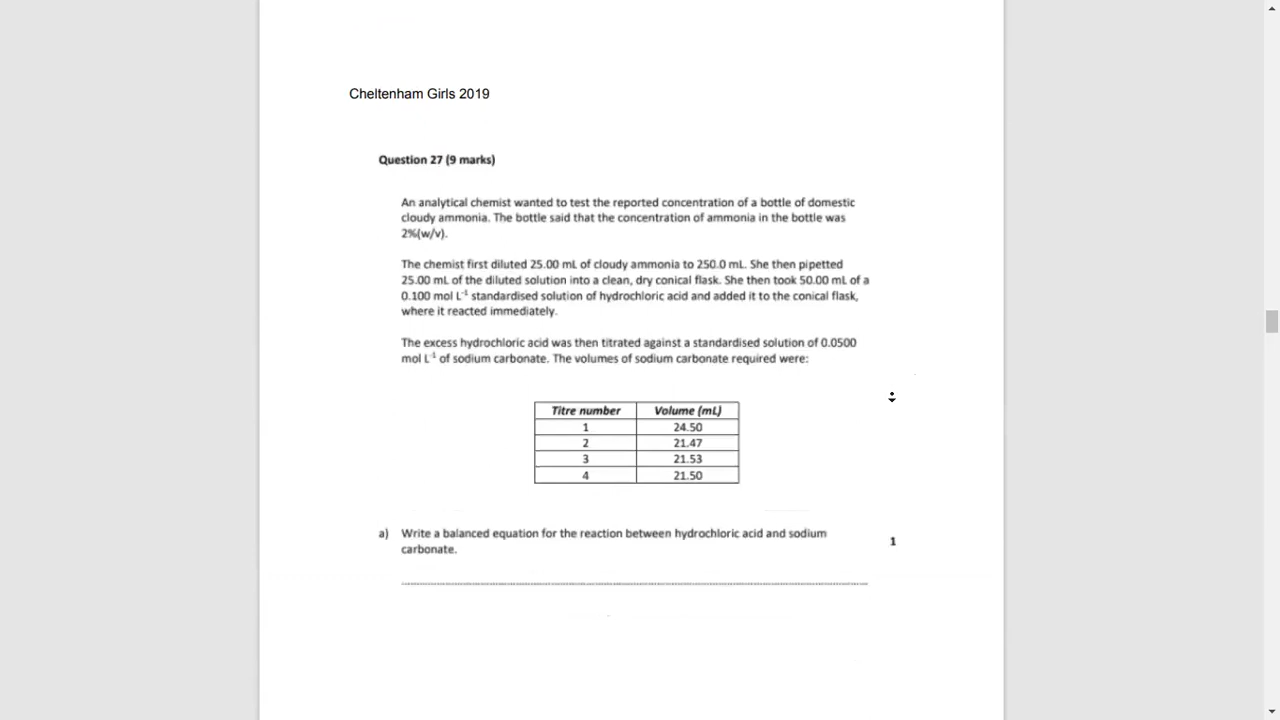 Cheltenham Girls 2019
Question 27 (9 marks)
An analytical chemist wanted to test the reported concentration of a bottle of domestic
cloudy ammonia. The bottle said that the concentration of ammonia in the bottle was
2%(w/v).
The chemist first diluted 25.00 mL of cloudy ammonia to 250.0 mL. She then pipetted
25.00 mL of the diluted solution into a clean, dry conical flask. She then took 50.00 mL of a
0.100 mol L⁻¹ standardised solution of hydrochloric acid and added it to the conical flask,
where it reacted immediately.
The excess hydrochloric acid was then titrated against a standardised solution of 0.0500
mol L⁻¹ of sodium carbonate. The volumes of sodium carbonate required were:
Titre number Volume (mL)
1 24.50
2 21.47
3 21.53
4 21.50
a) Write a balanced equation for the reaction between hydrochloric acid and sodium 1
carbonate.